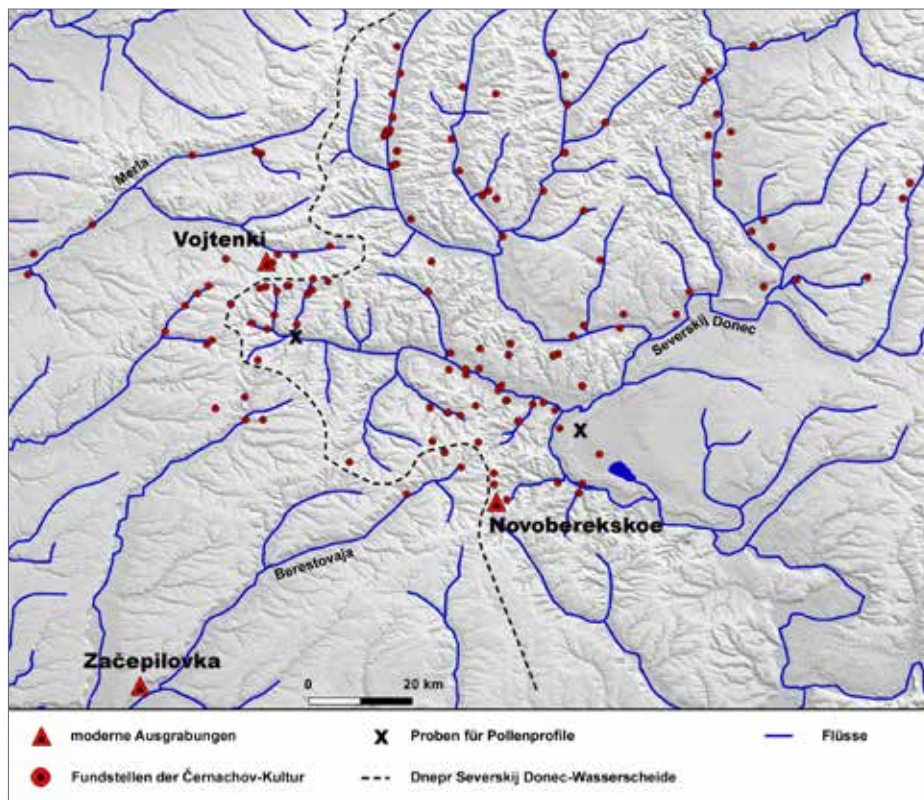 Merla
Vojtenki
Severskij Donec
X
X
Novoberekskoe
Berestovaja
Začepilovka
0 20 km
moderne Ausgrabungen
X Proben für Pollenprofile
Flüsse
Fundstellen der Černachov-Kultur
Dnepr Severskij Donec-Wasserscheide